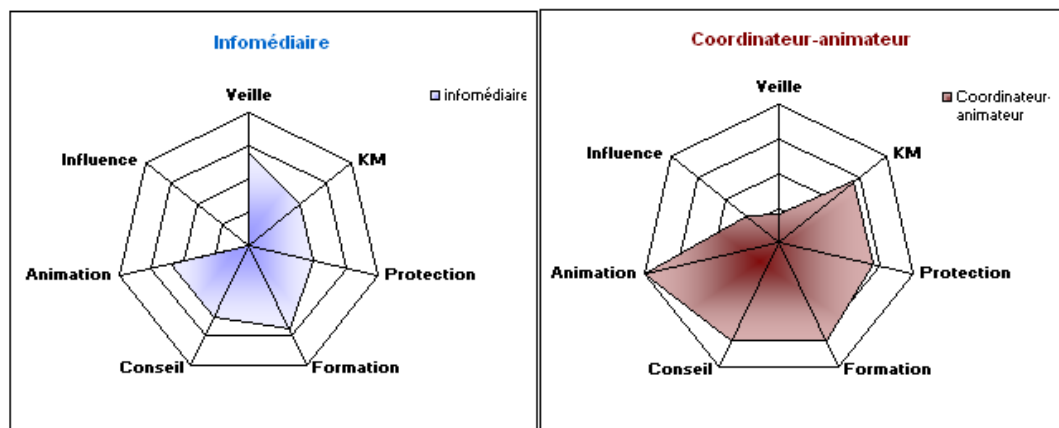 Infomédiaire
infomédiaire
Veille
KM
Protection
Formation
Conseil
Animation
Influence
Coordinateur-animateur
Coordinateur-
animateur
Veille
KM
Protection
Formation
Conseil
Animation
Influence